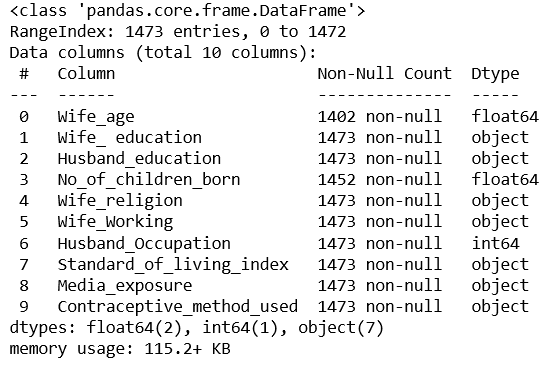 <class 'pandas.core.frame.DataFrame'>
RangeIndex: 1473 entries, 0 to 1472
Data columns (total 10 columns):
 #   Column                    Non-Null Count  Dtype
---  ------                    --------------  -----
 0   Wife_age                  1402 non-null   float64
 1   Wife_ education           1473 non-null   object
 2   Husband_education         1473 non-null   object
 3   No_of_children_born       1452 non-null   float64
 4   Wife_religion             1473 non-null   object
 5   Wife_Working              1473 non-null   object
 6   Husband_Occupation        1473 non-null   int64
 7   Standard_of_living_index  1473 non-null   object
 8   Media_exposure            1473 non-null   object
 9   Contraceptive_method_used 1473 non-null   object
dtypes: float64(2), int64(1), object(7)
memory usage: 115.2+ KB